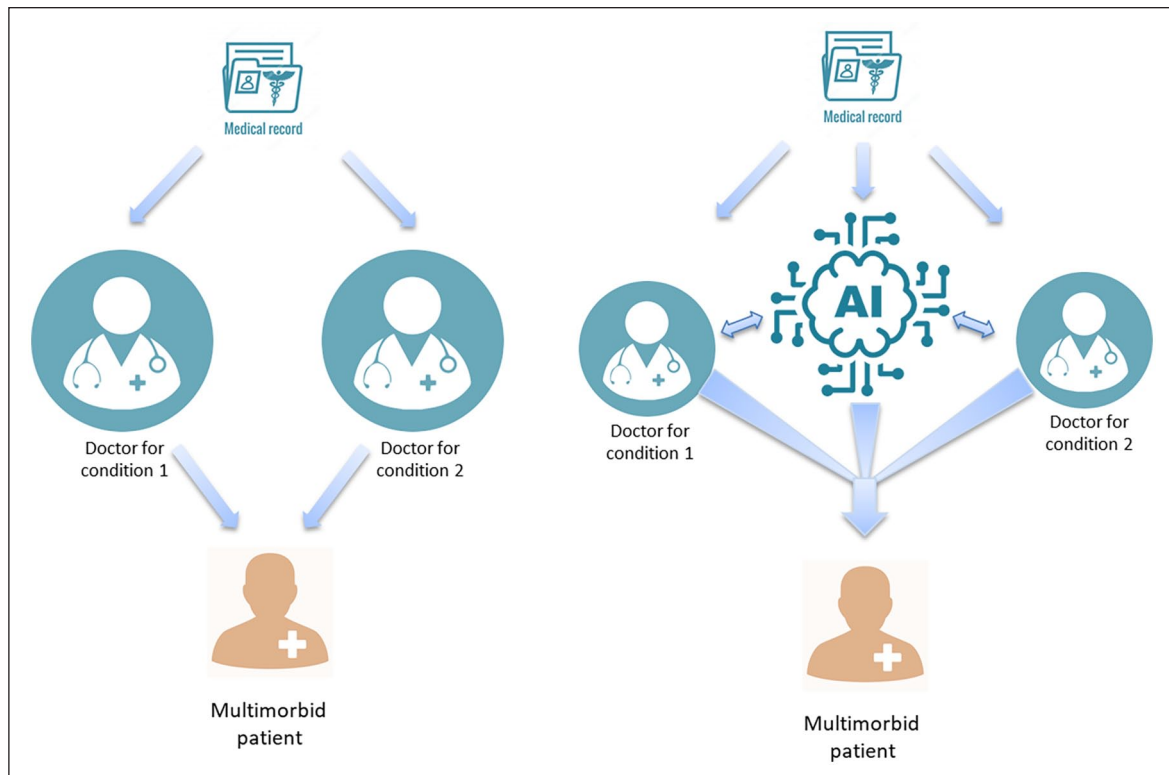 Medical record
Doctor for
condition 1
Doctor for
condition 2
Multimorbid
patient
Medical record
AI
Doctor for
condition 1
Doctor for
condition 2
Multimorbid
patient